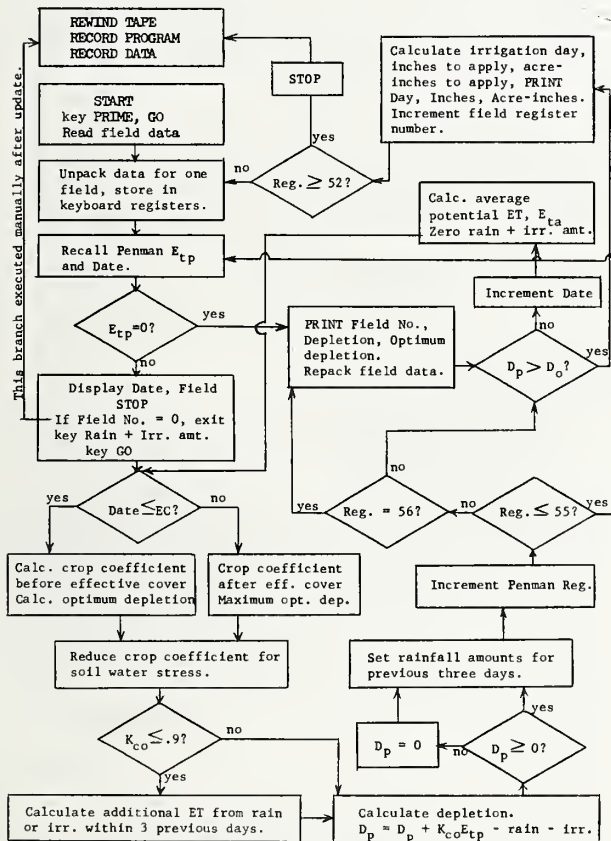 This branch executed manually after update.
REWIND TAPE
RECORD PROGRAM
RECORD DATA
STOP
Calculate irrigation day,
inches to apply, acre-
inches to apply, PRINT
Day, Inches, Acre-inches.
Increment field register
number.
START
key PRIME, GO
Read field data
yes
no
Reg. ≥ 52?
Unpack data for one
field, store in
keyboard registers.
Calc. average
potential ET, E_ta
Zero rain + irr. amt.
Recall Penman E_tp
and Date.
Increment Date
E_tp=0?
yes
no
PRINT Field No.,
Depletion, Optimum
depletion.
Repack field data.
no
D_p > D_o?
yes
Display Date, Field
STOP
If Field No. = 0, exit
key Rain + Irr. amt.
key GO
no
yes
Date ≤ EC?
no
yes
Reg. = 56?
no
Reg. ≤ 55?
yes
Calc. crop coefficient
before effective cover
Calc. optimum depletion
Crop coefficient
after eff. cover
Maximum opt. dep.
Increment Penman Reg.
Reduce crop coefficient for
soil water stress.
Set rainfall amounts for
previous three days.
K_co ≤ .9?
no
yes
D_p = 0
no
D_p ≥ 0?
yes
Calculate additional ET from rain
or irr. within 3 previous days.
Calculate depletion.
D_p = D_p + K_coE_tp - rain - irr.